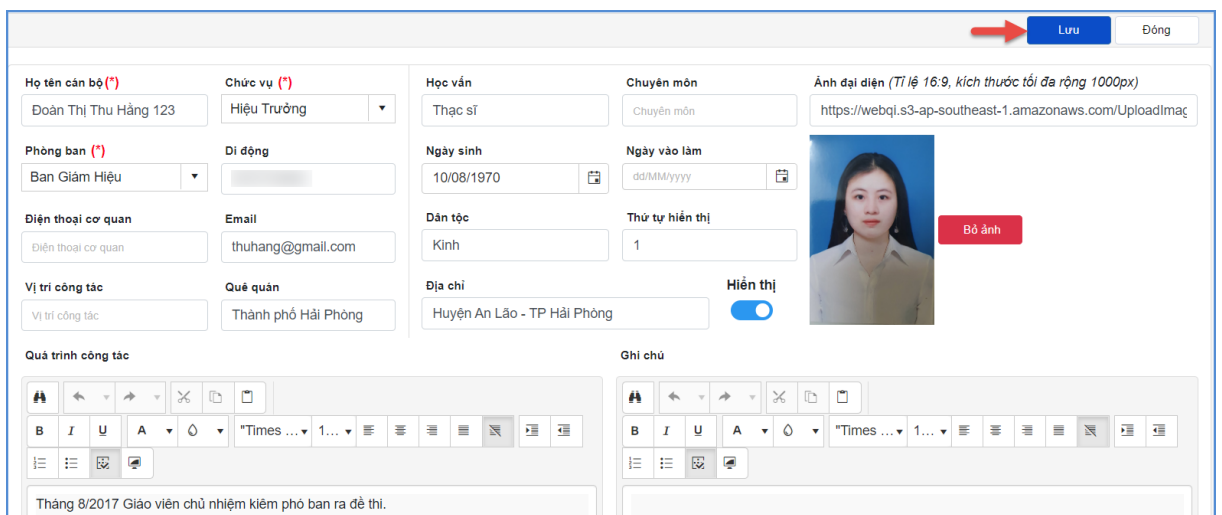 Lưu Đóng
Họ tên cán bộ (*) Chức vụ (*) Học vấn Chuyên môn Ảnh đại diện (Tỉ lệ 16:9, kích thước tối đa rộng 1000px)
Đoàn Thị Thu Hằng 123 Hiệu Trưởng Thạc sĩ Chuyên môn https://webqi.s3-ap-southeast-1.amazonaws.com/UploadImag
Phòng ban (*) Di động Ngày sinh Ngày vào làm
Ban Giám Hiệu 10/08/1970 dd/MM/yyyy
Điện thoại cơ quan Email Dân tộc Thứ tự hiển thị
Điện thoại cơ quan thuhang@gmail.com Kinh 1 Bỏ ảnh
Vị trí công tác Quê quán Địa chỉ Hiển thị
Vị trí công tác Thành phố Hải Phòng Huyện An Lão - TP Hải Phòng
Quá trình công tác Ghi chú
B I U A "Times ... 1... B I U A "Times ... 1...
Tháng 8/2017 Giáo viên chủ nhiệm kiêm phó ban ra đề thi.